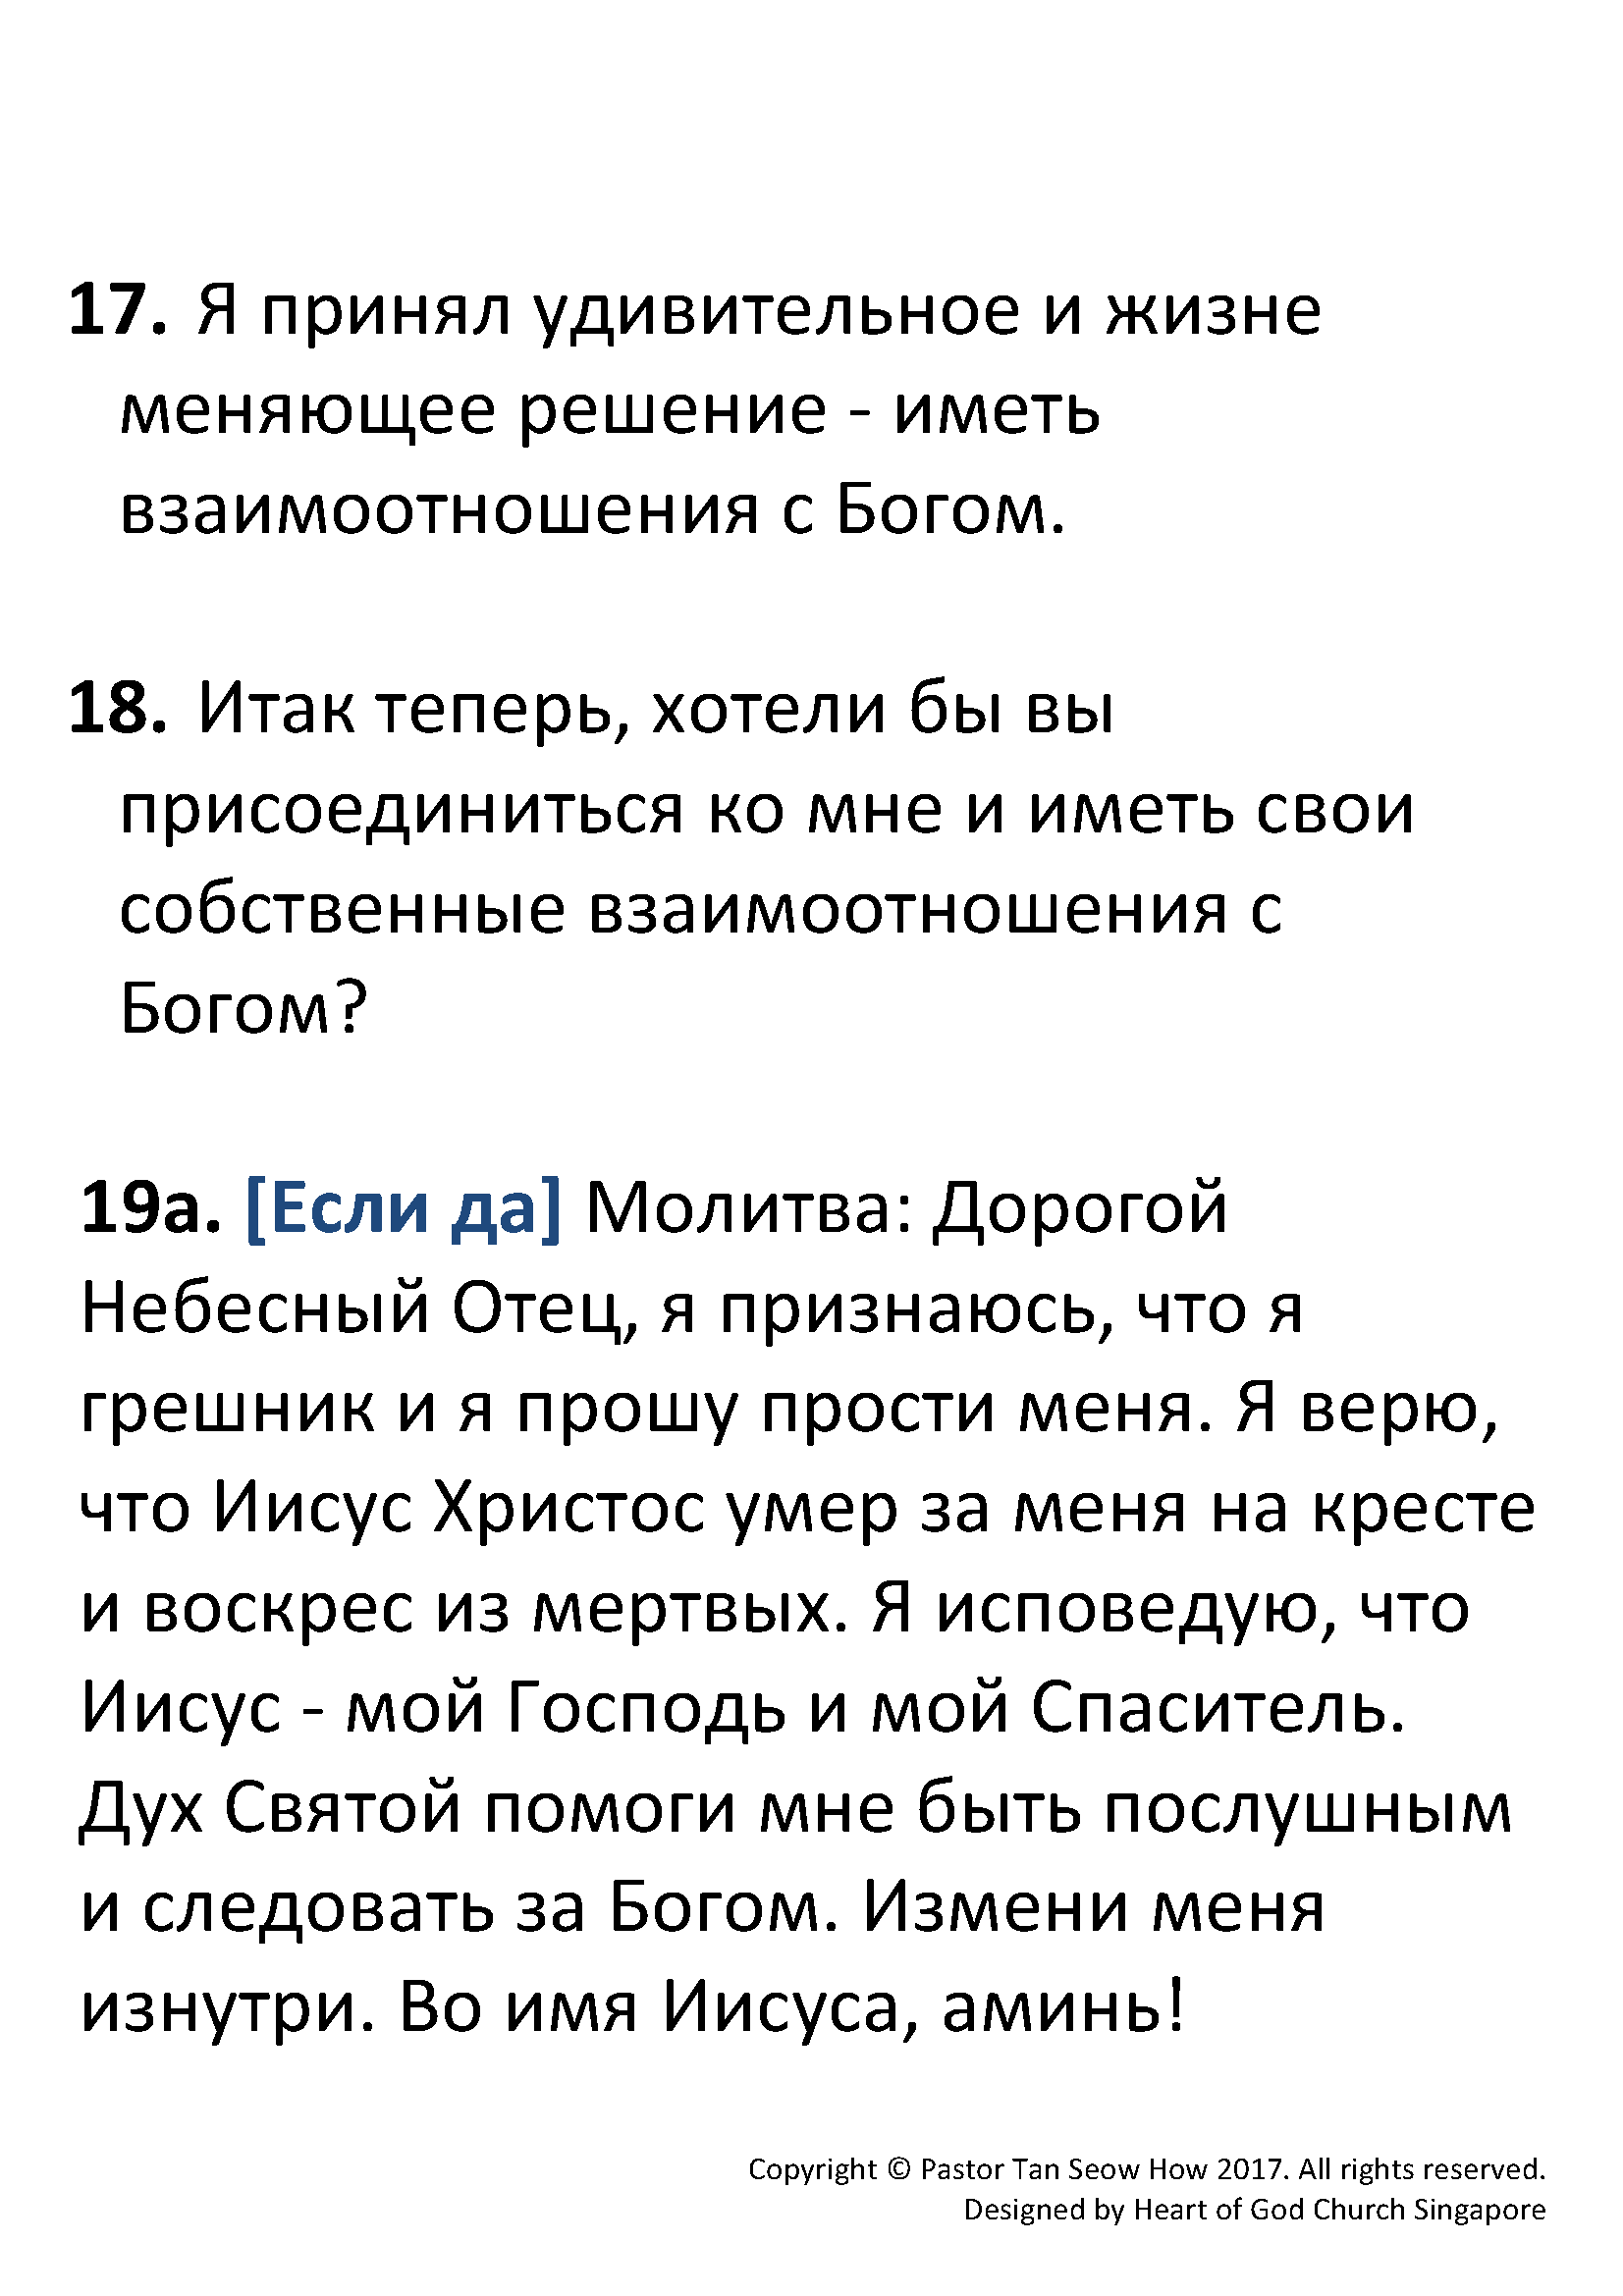 17. Я принял удивительное и жизне
меняющее решение - иметь
взаимоотношения с Богом.
18. Итак теперь, хотели бы вы
присоединиться ко мне и иметь свои
собственные взаимоотношения с
Богом?
19a. [Если да] Молитва: Дорогой
Небесный Отец, я признаюсь, что я
грешник и я прошу прости меня. Я верю,
что Иисус Христос умер за меня на кресте
и воскрес из мертвых. Я исповедую, что
Иисус - мой Господь и мой Спаситель.
Дух Святой помоги мне быть послушным
и следовать за Богом. Измени меня
изнутри. Во имя Иисуса, аминь!
Copyright © Pastor Tan Seow How 2017. All rights reserved.
Designed by Heart of God Church Singapore